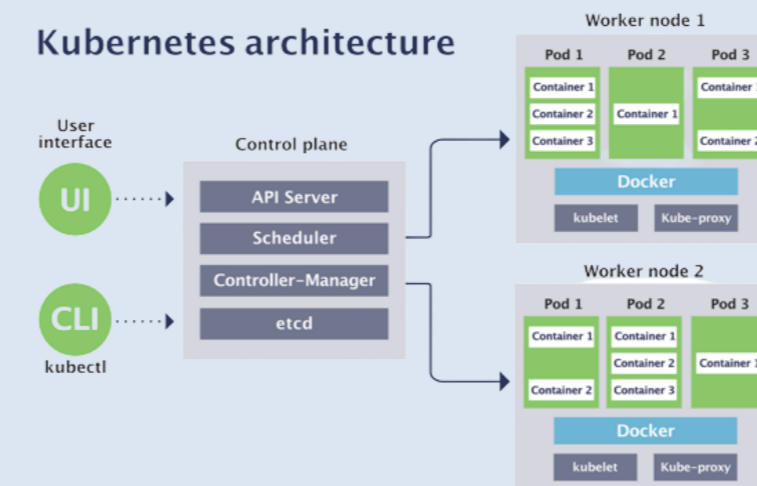 Kubernetes architecture
User
interface
UI
CLI
kubectl
Control plane
API Server
Scheduler
Controller-Manager
etcd
Worker node 1
Pod 1
Container 1
Container 2
Container 3
Pod 2
Container 1
Pod 3
Container
Container 2
Docker
kubelet
Kube-proxy
Worker node 2
Pod 1
Container 1
Container 2
Pod 2
Container 1
Container 2
Container 3
Pod 3
Container 1
Docker
kubelet
Kube-proxy